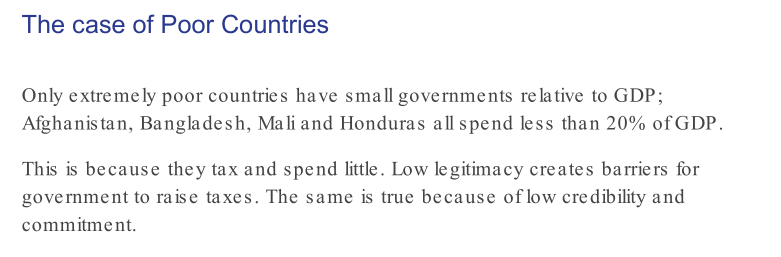 The case of Poor Countries
Only extremely poor countries have small governments relative to GDP;
Afghanistan, Bangladesh, Mali and Honduras all spend less than 20% of GDP.
This is because they tax and spend little. Low legitimacy creates barriers for
government to raise taxes. The same is true because of low credibility and
commitment.